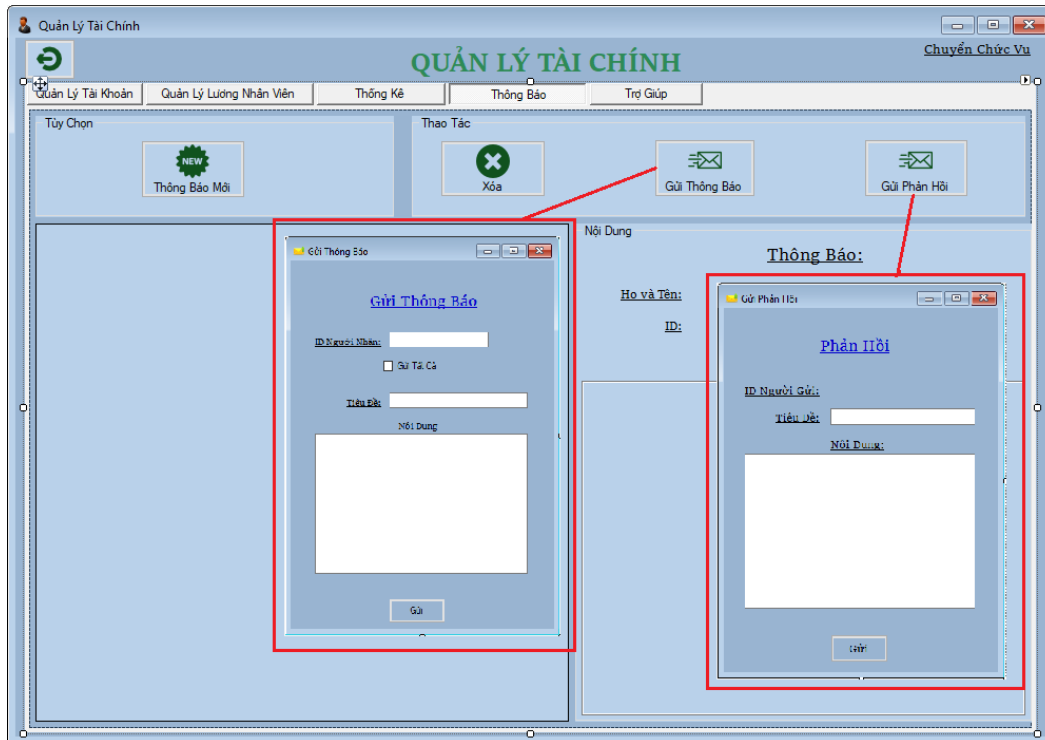 Quản Lý Tài Chính
QUẢN LÝ TÀI CHÍNH
Chuyển Chức Vu
Quản Lý Tài Khoản
Quản Lý Lương Nhân Viên
Thống Kê
Thông Báo
Trợ Giúp
Tùy Chọn
NEW
Thông Báo Mới
Thao Tác
Xóa
Gửi Thông Báo
Gửi Phản Hồi
Gửi Thông Báo
Gửi Thông Báo
ID Người Nhận:
Gửi Tất Cả
Tiêu Đề:
Nôi Dung
Gửi
Nội Dung
Thông Báo:
Họ và Tên:
ID:
Gửi Phản Hồi
Phản Hồi
ID Người Gửi:
Tiêu Đề:
Nôi Dung:
Gửi